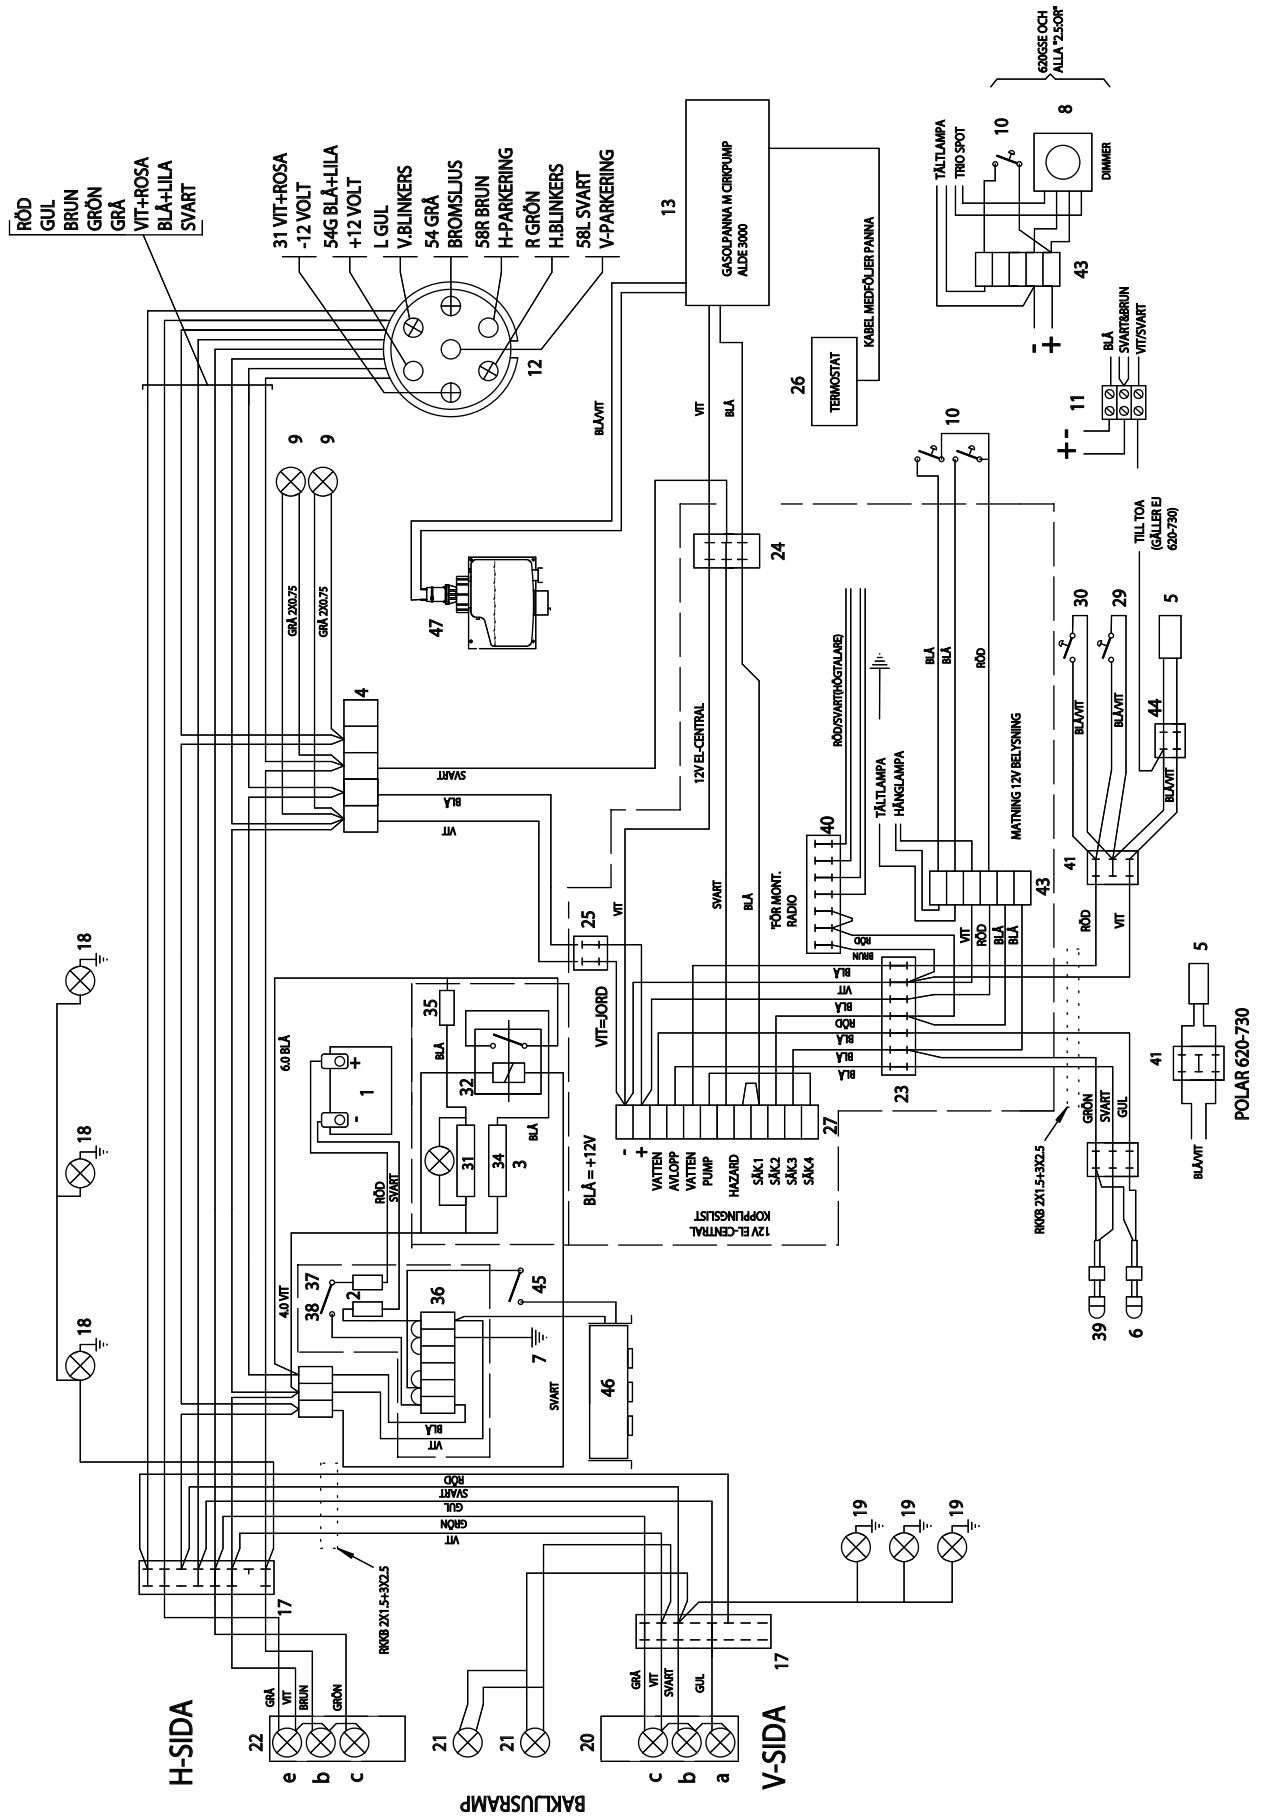 RÖD
GUL
BRUN
GRÖN
GRÅ
VIT+ROSA
BLÅ+LILA
SVART
31 VIT+ROSA
-12 VOLT
54G BLÅ+LILA
+12 VOLT
L GUL
V.BLINKERS
54 GRÅ
BROMSLJUS
58R BRUN
H-PARKERING
R GRÖN
H.BLINKERS
58L SVART
V-PARKERING
12
9
9
GRÅ 2X0.75
GRÅ 2X0.75
4
SVART
BLÅ
VIT
47
BLÅ/VIT
13
GASOLPANNA M CIRKPUMP
ALDE 3000
KABEL MEDFÖLJER PANNA
26
TERMOSTAT
VIT
BLÅ
24
12V EL-CENTRAL
620GSE OCH
ALLA "2.5:OR"
TÄLTLAMPA
TRIO SPOT
10
8
DIMMER
43
-
+
11
BLÅ
SVART&BRUN
VIT/SVART
+
-
10
BLÅ
BLÅ
RÖD
TILL TOA
(GÄLLER EJ
620-730)
30
29
5
BLÅ/VIT
BLÅ/VIT
44
BLÅ/VIT
41
RÖD
VIT
RÖD/SVART(HÖGTALARE)
TÄLTLAMPA
HÄNGLAMPA
MATNING 12V BELYSNING
40
"FÖR MONT.
RADIO
43
VIT
RÖD
BLÅ
BLÅ
RÖD
BRUN
VIT
SVART
BLÅ
25
VIT=JORD
BLÅ
VIT
BLÅ
RÖD
BLÅ
BLÅ
BLÅ
23
BLÅ = +12V
-
+
VATTEN
AVLOPP
VATTEN
PUMP
HAZARD
SÄK.1
SÄK.2
SÄK.3
SÄK.4
27
12V EL-CENTRAL
KOPPLINGSLIST
18
18
18
6.0 BLÅ
+
-
1
RÖD
SVART
35
BLÅ
32
31
34
3
BLÅ
4.0 VIT
37
38
2
36
45
7
SVART
46
BLÅ
VIT
RKKB 2X1.5+3X2.5
GRÖN
SVART
GUL
39
6
41
5
BLÅ/VIT
POLAR 620-730
RÖD
SVART
GUL
GRÖN
VIT
RKKB 2X1.5+3X2.5
17
19
19
19
17
H-SIDA
22
GRÅ
VIT
BRUN
GRÖN
e
b
c
21
21
BAKLJUSRAMP
20
GRÅ
VIT
SVART
GUL
c
b
a
V-SIDA